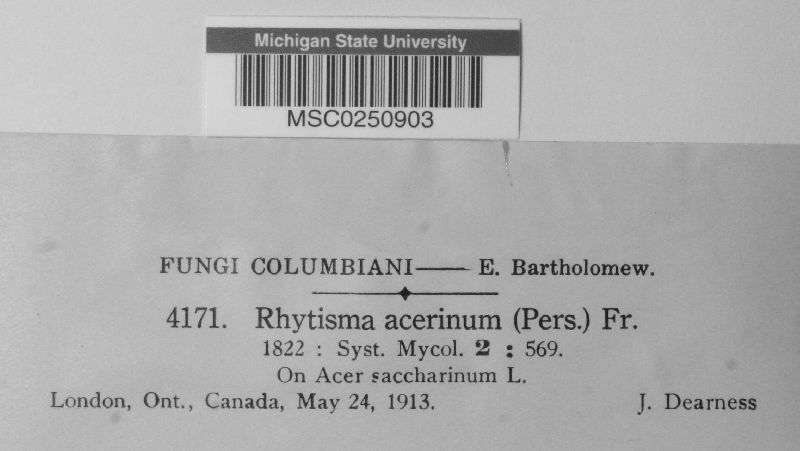 Michigan State University
MSC0250903
FUNGI COLUMBIANI—— E. Bartholomew.
4171. Rhytisma acerinum (Pers.) Fr.
1822 : Syst. Mycol. 2 : 569.
On Acer saccharinum L.
London, Ont., Canada, May 24, 1913. J. Dearness